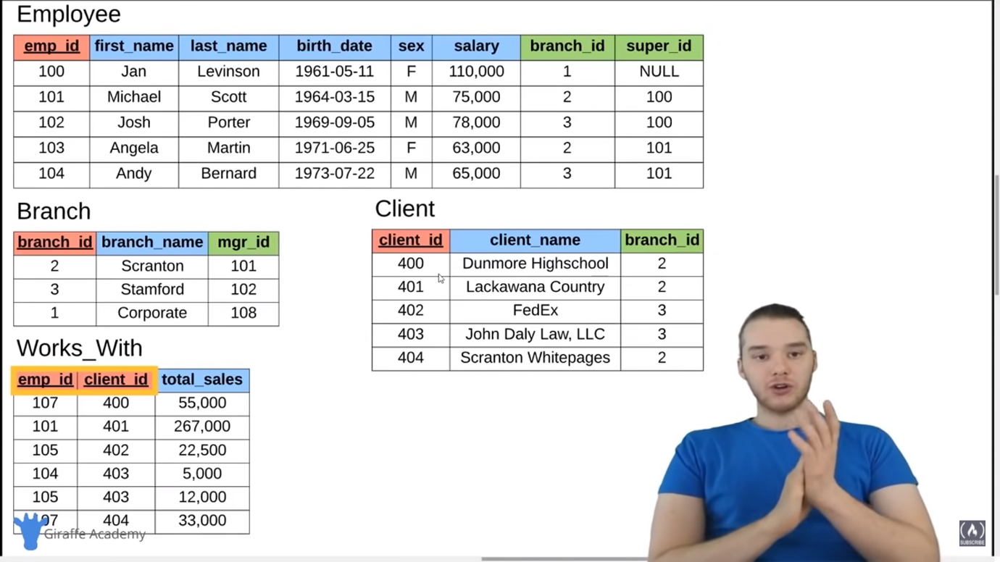 Employee
emp_id first_name last_name birth_date sex salary branch_id super_id
100 Jan Levinson 1961-05-11 F 110,000 1 NULL
101 Michael Scott 1964-03-15 M 75,000 2 100
102 Josh Porter 1969-09-05 M 78,000 3 100
103 Angela Martin 1971-06-25 F 63,000 2 101
104 Andy Bernard 1973-07-22 M 65,000 3 101
Branch
branch_id branch_name mgr_id
2 Scranton 101
3 Stamford 102
1 Corporate 108
Client
client_id client_name branch_id
400 Dunmore Highschool 2
401 Lackawana Country 2
402 FedEx 3
403 John Daly Law, LLC 3
404 Scranton Whitepages 2
Works_With
emp_id client_id total_sales
107 400 55,000
101 401 267,000
105 402 22,500
104 403 5,000
105 403 12,000
404 33,000
Giraffe Academy
SUBSCRIBE